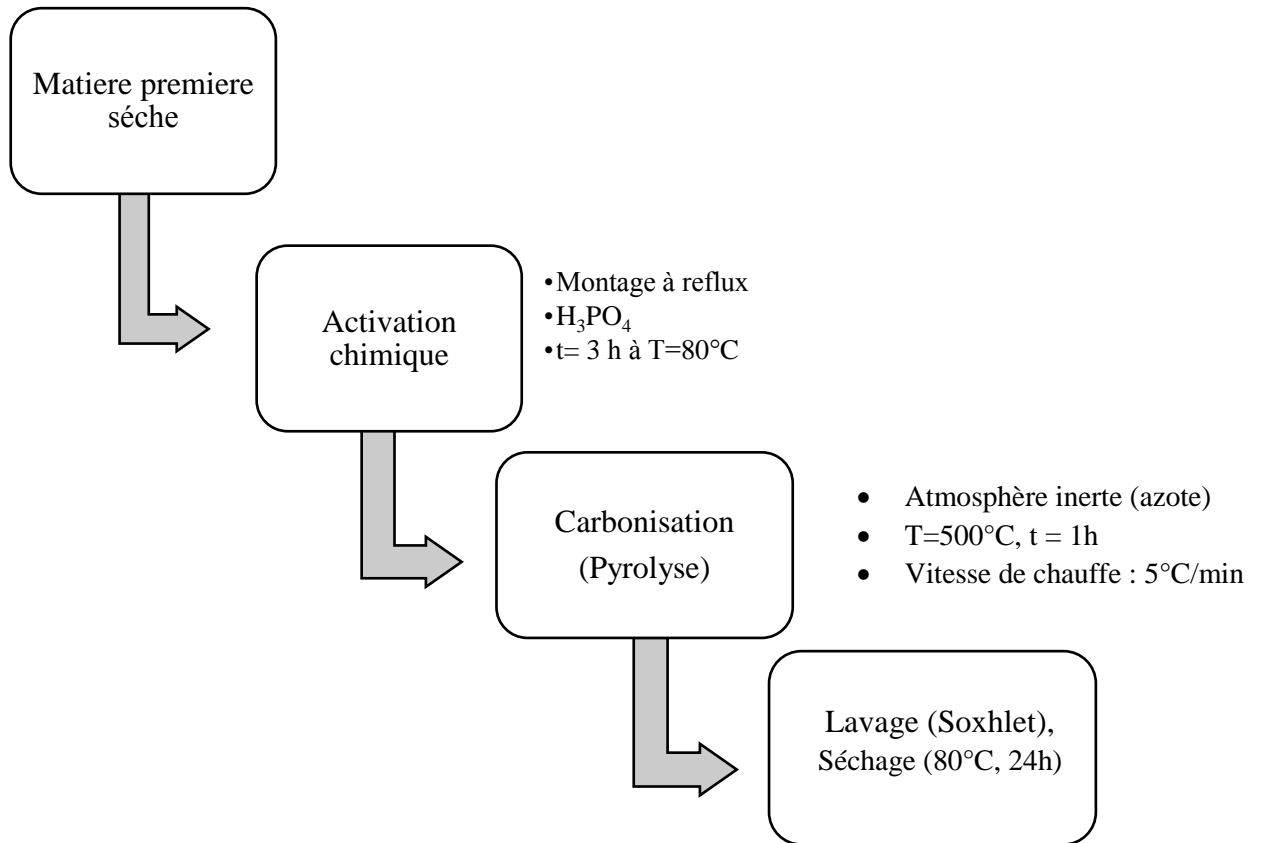 Matiere premiere
séche
Activation
chimique
•Montage à reflux
•H₃PO₄
•t= 3 h à T=80°C
Carbonisation
(Pyrolyse)
• Atmosphère inerte (azote)
• T=500°C, t = 1h
• Vitesse de chauffe : 5°C/min
Lavage (Soxhlet),
Séchage (80°C, 24h)